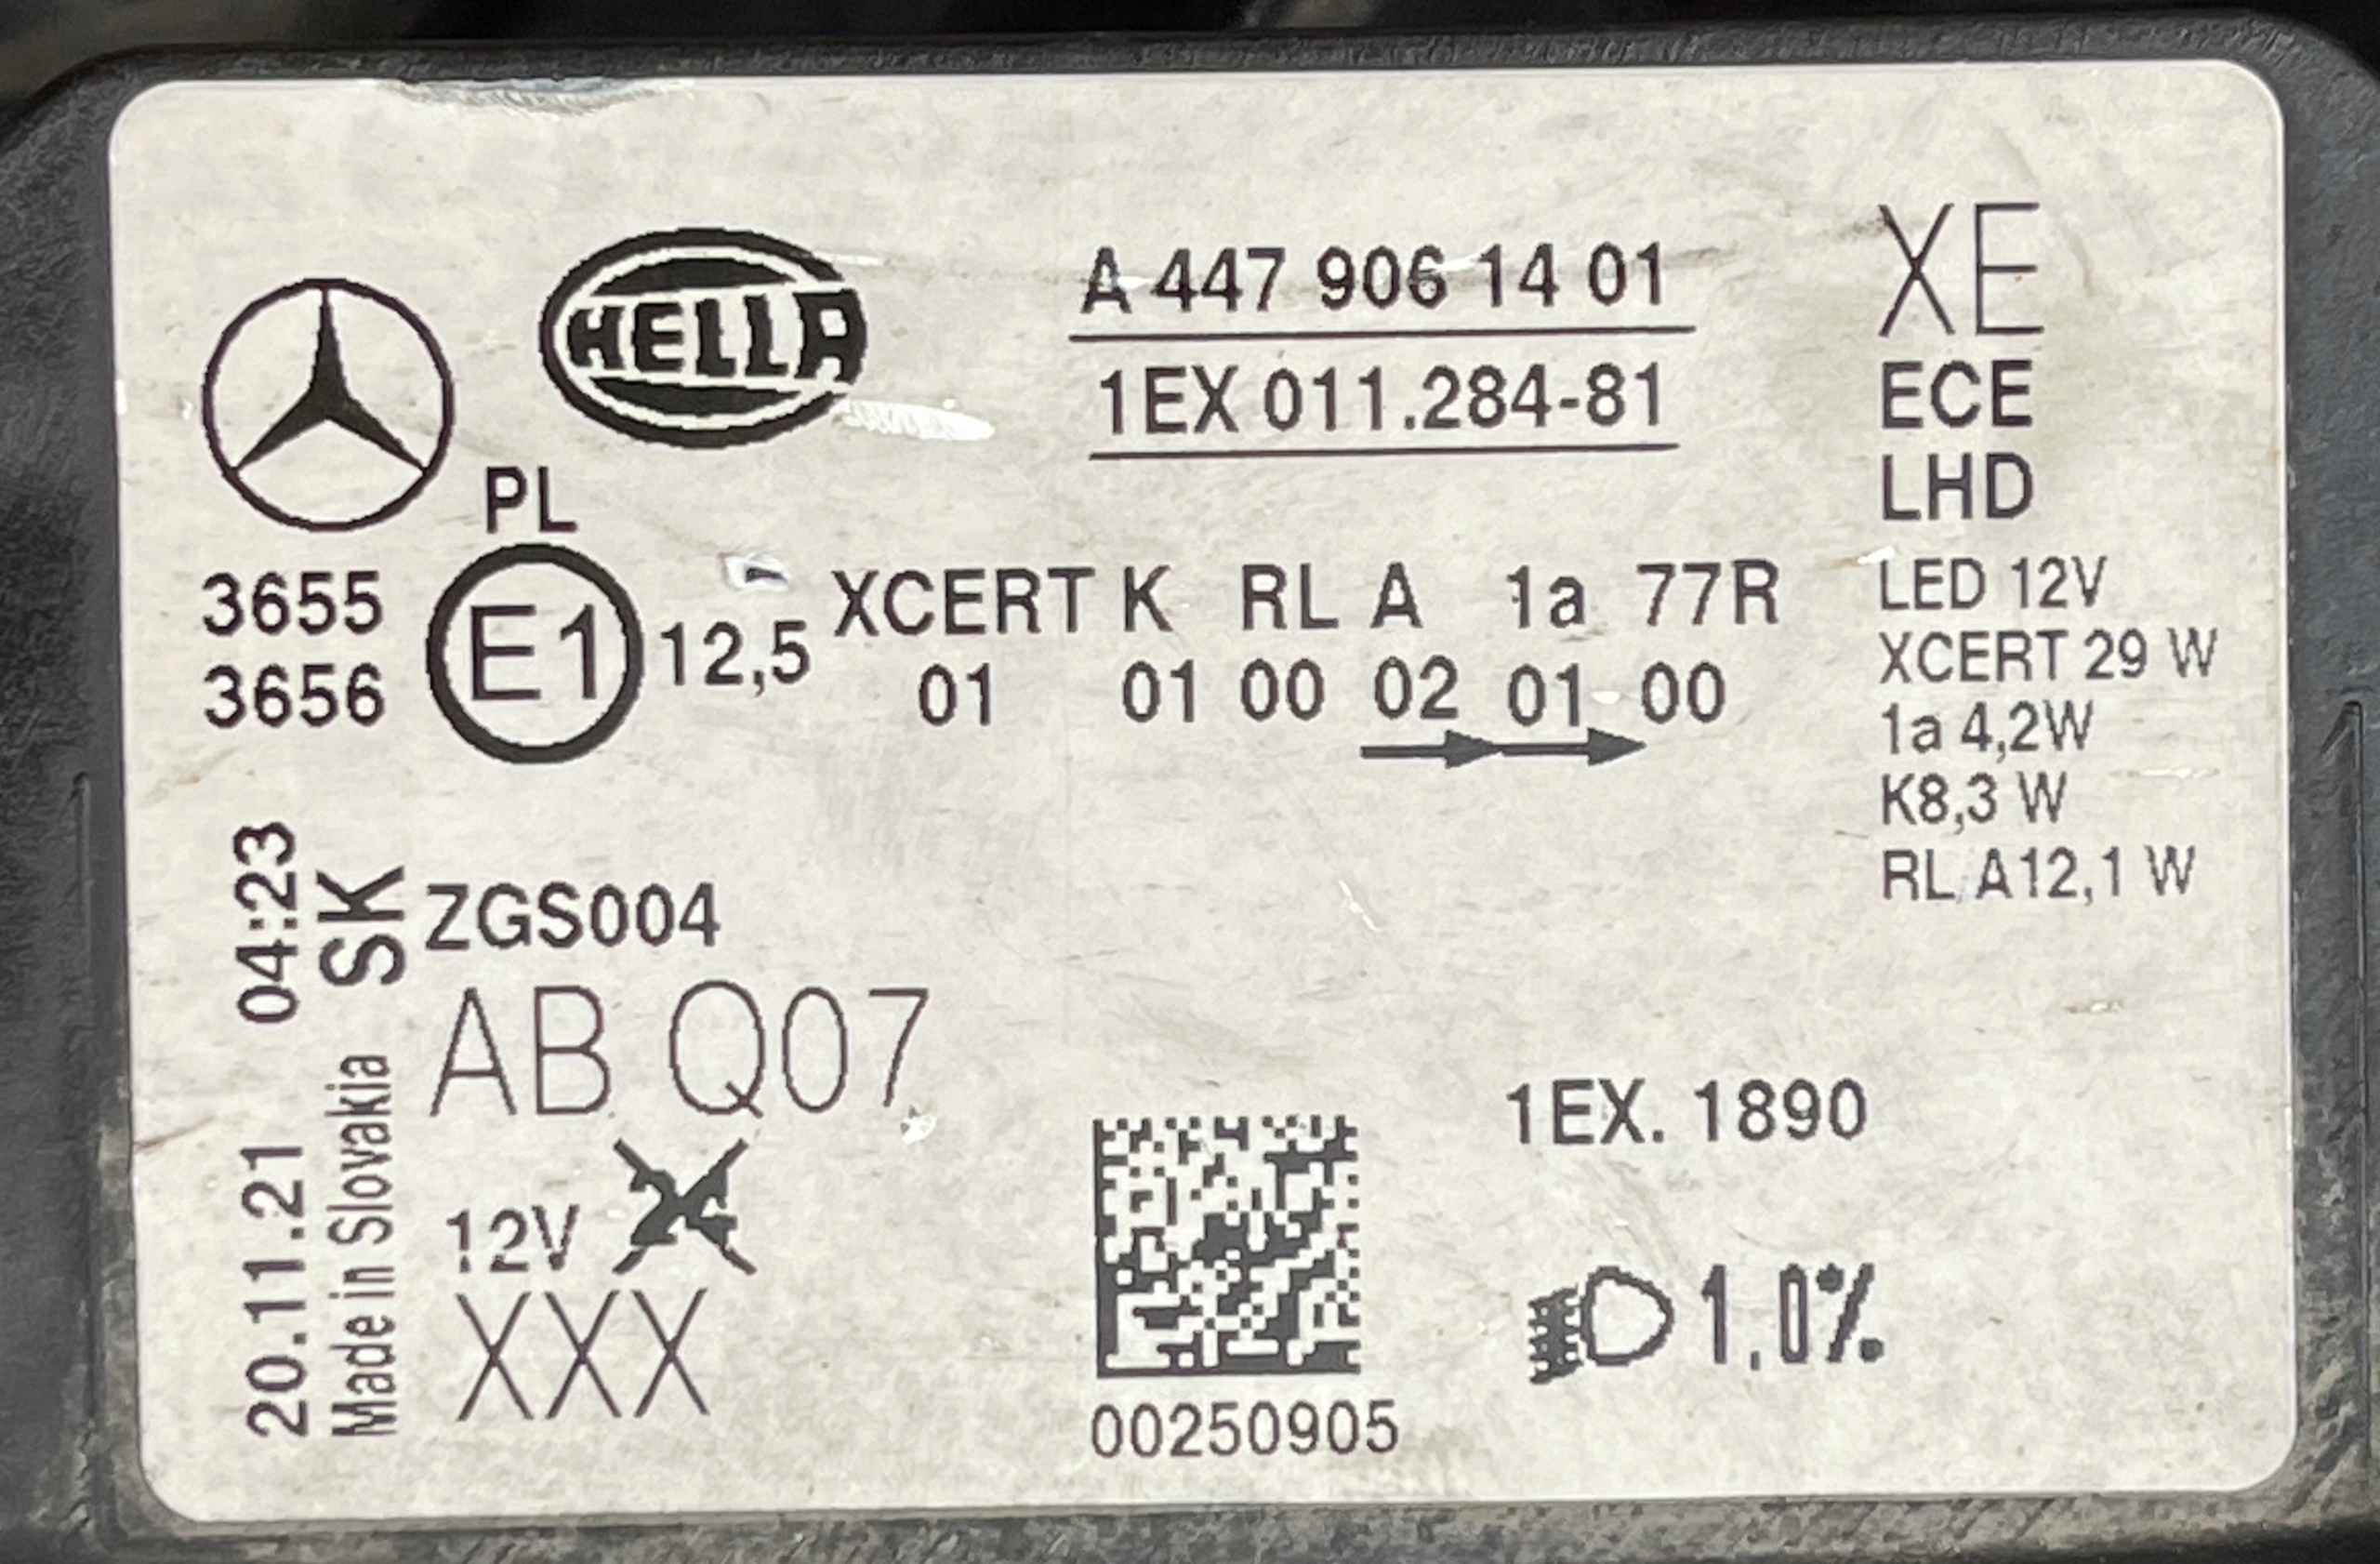 HELLA
A 447 906 14 01
1EX 011.284-81
XE
ECE
LHD
PL
3655
3656
E1
12,5
XCERT K RL A 1a 77R
01 01 00 02 01 00
LED 12V
XCERT 29 W
1a 4,2W
K8,3 W
RL A12,1 W
20.11.21 04:23
Made in Slovakia SK
ZGS004
AB Q07
12V
XXX
00250905
1EX. 1890
1,0%